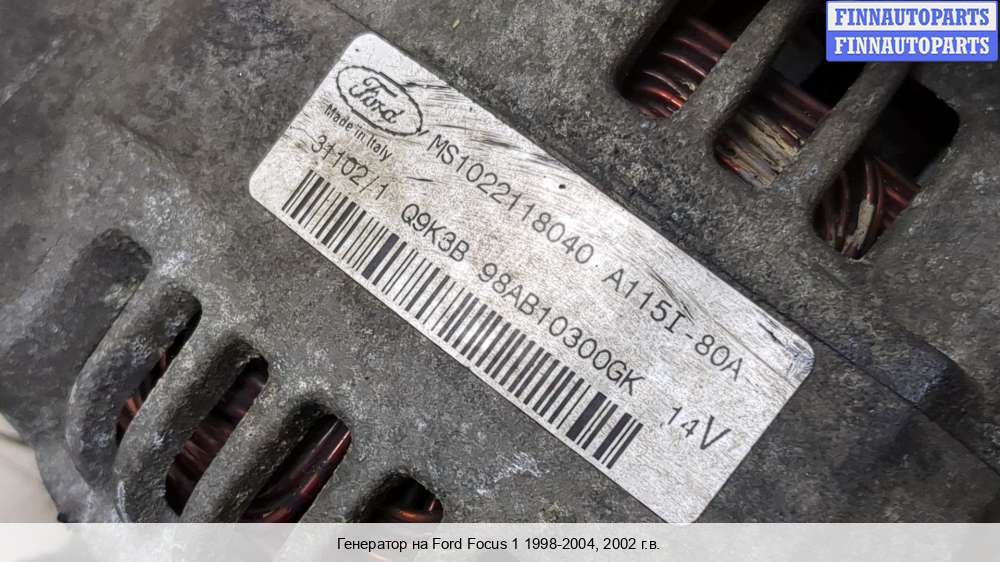 FINNAUTOPARTS
FINNAUTOPARTS
Ford
Made in Italy
MS1022118040 A115I-80A
31102/1 Q9K3B 98AB10300GK 14V
Генератор на Ford Focus 1 1998-2004, 2002 г.в.